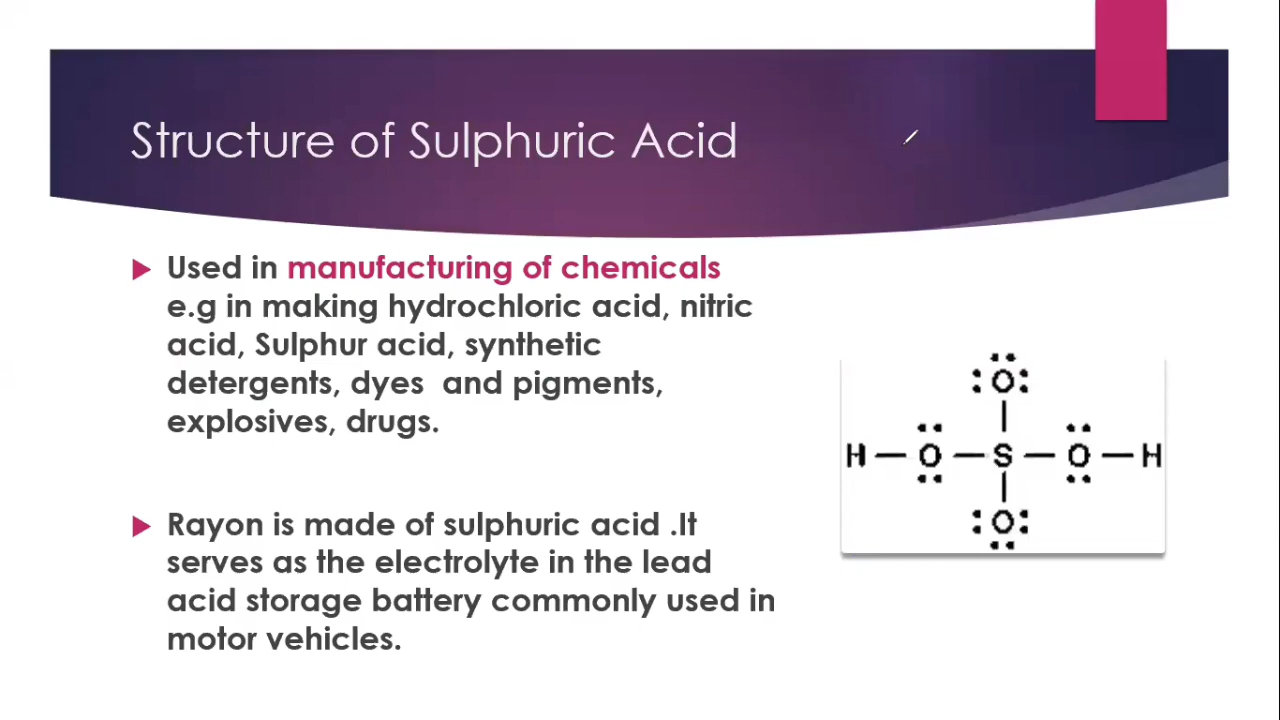 Structure of Sulphuric Acid
Used in manufacturing of chemicals
e.g in making hydrochloric acid, nitric
acid, Sulphur acid, synthetic
detergents, dyes  and pigments,
explosives, drugs.
Rayon is made of sulphuric acid .It
serves as the electrolyte in the lead
acid storage battery commonly used in
motor vehicles.
O
H — O — S — O — H
O